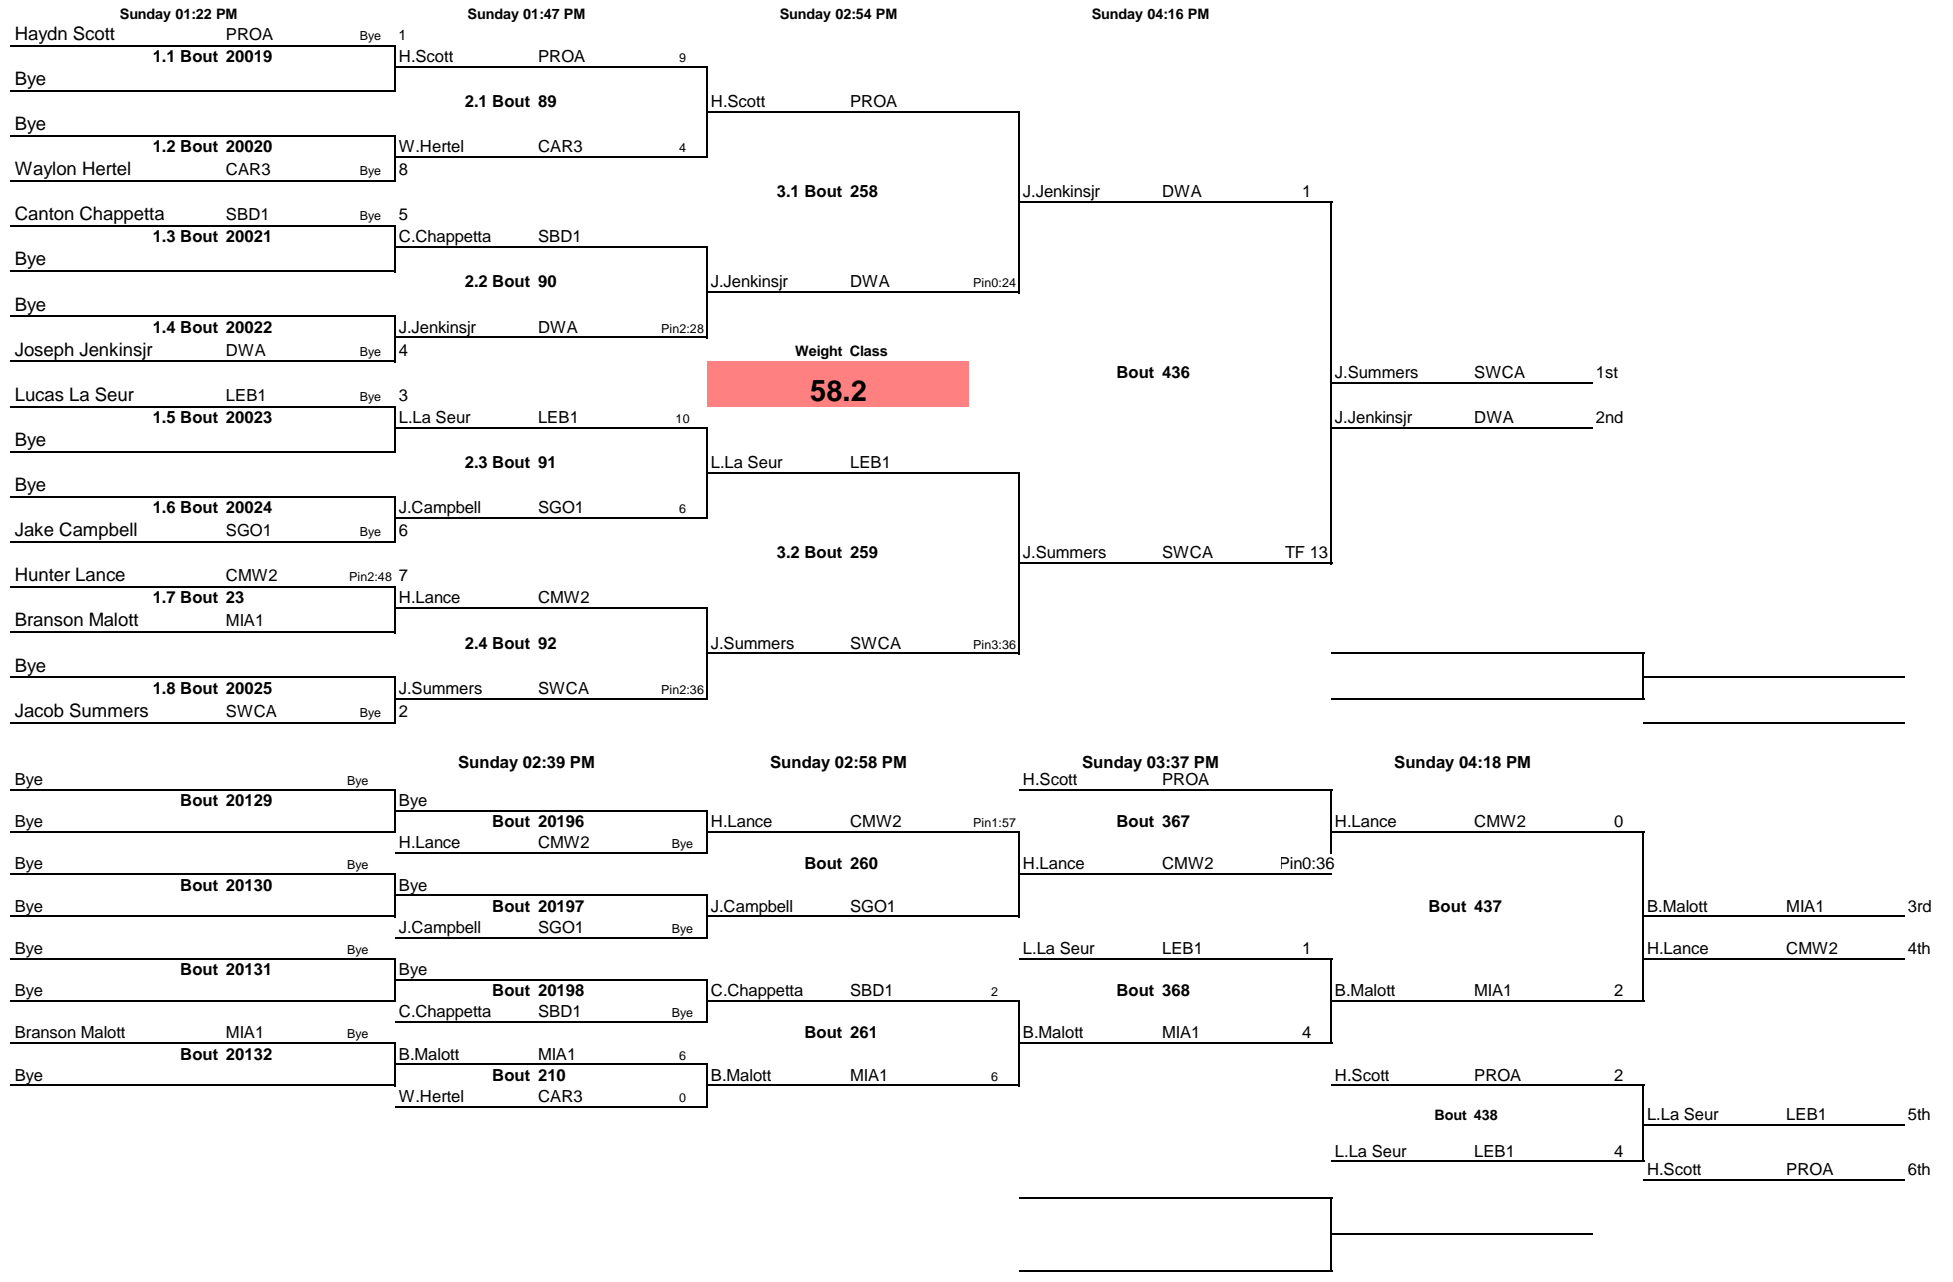 Sunday 01:22 PM Sunday 01:47 PM Sunday 02:54 PM Sunday 04:16 PM
Haydn Scott PROA Bye 1
1.1 Bout 20019 H.Scott PROA 9
Bye
2.1 Bout 89 H.Scott PROA
Bye
1.2 Bout 20020 W.Hertel CAR3 4
Waylon Hertel CAR3 Bye 8
3.1 Bout 258 J.Jenkinsjr DWA 1
Canton Chappetta SBD1 Bye 5
1.3 Bout 20021 C.Chappetta SBD1
Bye
2.2 Bout 90 J.Jenkinsjr DWA Pin0:24
Bye
1.4 Bout 20022 J.Jenkinsjr DWA Pin2:28
Joseph Jenkinsjr DWA Bye 4 Weight Class
Bout 436 J.Summers SWCA 1st
Lucas La Seur LEB1 Bye 3 58.2
1.5 Bout 20023 L.La Seur LEB1 10 J.Jenkinsjr DWA 2nd
Bye
2.3 Bout 91 L.La Seur LEB1
Bye
1.6 Bout 20024 J.Campbell SGO1 6
Jake Campbell SGO1 Bye 6
3.2 Bout 259 J.Summers SWCA TF 13
Hunter Lance CMW2 Pin2:48 7
1.7 Bout 23 H.Lance CMW2
Branson Malott MIA1
2.4 Bout 92 J.Summers SWCA Pin3:36
Bye
1.8 Bout 20025 J.Summers SWCA Pin2:36
Jacob Summers SWCA Bye 2
Sunday 02:39 PM Sunday 02:58 PM Sunday 03:37 PM Sunday 04:18 PM
Bye Bye H.Scott PROA
Bout 20129 Bye
Bye Bout 20196 H.Lance CMW2 Pin1:57 Bout 367 H.Lance CMW2 0
H.Lance CMW2 Bye
Bye Bye Bout 260 H.Lance CMW2 Pin0:36
Bout 20130 Bye
Bye Bout 20197 J.Campbell SGO1 Bout 437 B.Malott MIA1 3rd
J.Campbell SGO1 Bye
Bye Bye L.La Seur LEB1 1 H.Lance CMW2 4th
Bout 20131 Bye
Bye Bout 20198 C.Chappetta SBD1 2 Bout 368 B.Malott MIA1 2
C.Chappetta SBD1 Bye
Branson Malott MIA1 Bye Bout 261 B.Malott MIA1 4
Bout 20132 B.Malott MIA1 6
Bye Bout 210 B.Malott MIA1 6 H.Scott PROA 2
W.Hertel CAR3 0
Bout 438 L.La Seur LEB1 5th
L.La Seur LEB1 4
H.Scott PROA 6th